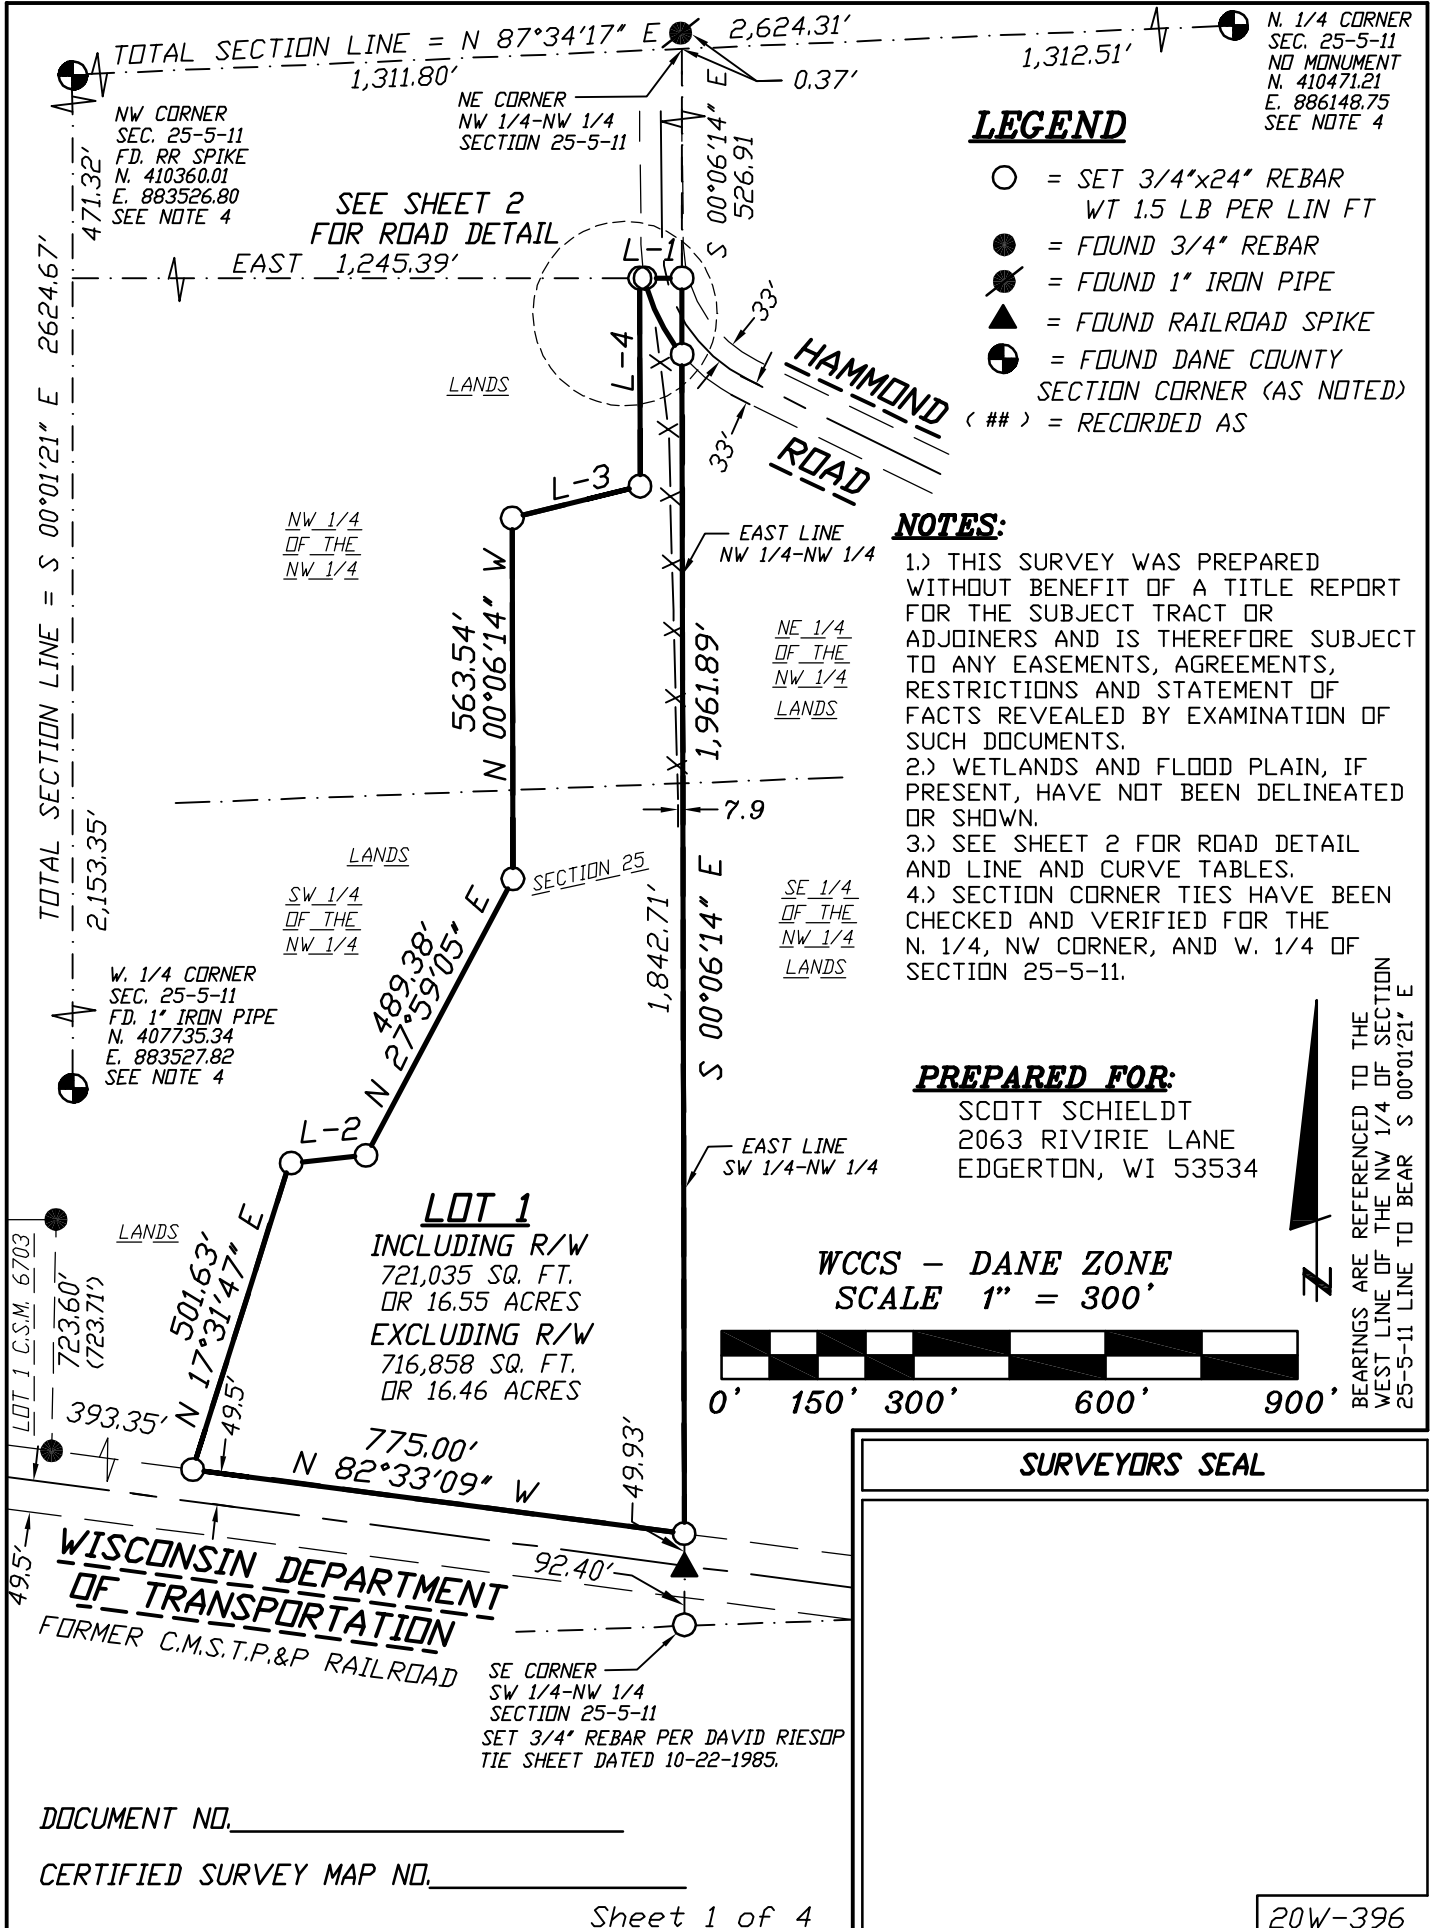 TOTAL SECTION LINE = N 87°34'17" E 2,624.31'
1,311.80'
1,312.51'
0.37'
N. 1/4 CORNER
SEC. 25-5-11
NO MONUMENT
N. 410471.21
E. 886148.75
SEE NOTE 4
NW CORNER
SEC. 25-5-11
FD. RR SPIKE
N. 410360.01
E. 883526.80
SEE NOTE 4
NE CORNER
NW 1/4-NW 1/4
SECTION 25-5-11
S 00°06'14" E
526.91
471.32'
SEE SHEET 2
FOR ROAD DETAIL
EAST 1,245.39'
L-1
L-4
33'
33'
HAMMOND
ROAD
LEGEND
= SET 3/4"x24" REBAR
WT 1.5 LB PER LIN FT
= FOUND 3/4" REBAR
= FOUND 1" IRON PIPE
= FOUND RAILROAD SPIKE
= FOUND DANE COUNTY
SECTION CORNER (AS NOTED)
( ## ) = RECORDED AS
TOTAL SECTION LINE = S 00°01'21" E 2624.67'
2,153.35'
LANDS
L-3
NW 1/4
OF THE
NW 1/4
EAST LINE
NW 1/4-NW 1/4
N 00°06'14" W
563.54'
1,961.89'
NE 1/4
OF THE
NW 1/4
LANDS
7.9
NOTES:
1.) THIS SURVEY WAS PREPARED
WITHOUT BENEFIT OF A TITLE REPORT
FOR THE SUBJECT TRACT OR
ADJOINERS AND IS THEREFORE SUBJECT
TO ANY EASEMENTS, AGREEMENTS,
RESTRICTIONS AND STATEMENT OF
FACTS REVEALED BY EXAMINATION OF
SUCH DOCUMENTS.
2.) WETLANDS AND FLOOD PLAIN, IF
PRESENT, HAVE NOT BEEN DELINEATED
OR SHOWN.
3.) SEE SHEET 2 FOR ROAD DETAIL
AND LINE AND CURVE TABLES.
4.) SECTION CORNER TIES HAVE BEEN
CHECKED AND VERIFIED FOR THE
N. 1/4, NW CORNER, AND W. 1/4 OF
SECTION 25-5-11.
LANDS
SECTION 25
SW 1/4
OF THE
NW 1/4
SE 1/4
OF THE
NW 1/4
LANDS
489.38'
N 27°59'05" E
1,842.71'
S 00°06'14" E
W. 1/4 CORNER
SEC. 25-5-11
FD. 1" IRON PIPE
N. 407735.34
E. 883527.82
SEE NOTE 4
L-2
EAST LINE
SW 1/4-NW 1/4
PREPARED FOR:
SCOTT SCHIELDT
2063 RIVIRIE LANE
EDGERTON, WI 53534
BEARINGS ARE REFERENCED TO THE
WEST LINE OF THE NW 1/4 OF SECTION
25-5-11 LINE TO BEAR S 00°01'21" E
N
LOT 1
INCLUDING R/W
721,035 SQ. FT.
OR 16.55 ACRES
EXCLUDING R/W
716,858 SQ. FT.
OR 16.46 ACRES
LANDS
LOT 1 C.S.M. 6703
723.60'
(723.71')
501.63'
N 17°31'47" E
49.5'
393.35'
775.00'
N 82°33'09" W
49.93'
WCCS - DANE ZONE
SCALE 1" = 300'
0' 150' 300' 600' 900'
SURVEYORS SEAL
49.5'
WISCONSIN DEPARTMENT
OF TRANSPORTATION
FORMER C.M.S.T.P.&P RAILROAD
92.40'
SE CORNER
SW 1/4-NW 1/4
SECTION 25-5-11
SET 3/4" REBAR PER DAVID RIESOP
TIE SHEET DATED 10-22-1985.
DOCUMENT NO.
CERTIFIED SURVEY MAP NO.
Sheet 1 of 4
20W-396